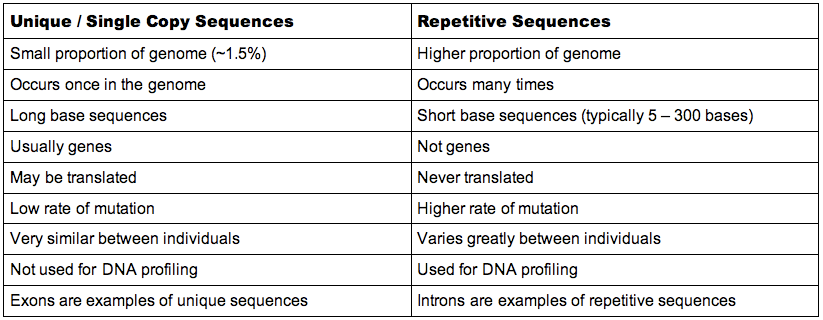 Unique / Single Copy Sequences Repetitive Sequences
Small proportion of genome (~1.5%) Higher proportion of genome
Occurs once in the genome Occurs many times
Long base sequences Short base sequences (typically 5 – 300 bases)
Usually genes Not genes
May be translated Never translated
Low rate of mutation Higher rate of mutation
Very similar between individuals Varies greatly between individuals
Not used for DNA profiling Used for DNA profiling
Exons are examples of unique sequences Introns are examples of repetitive sequences